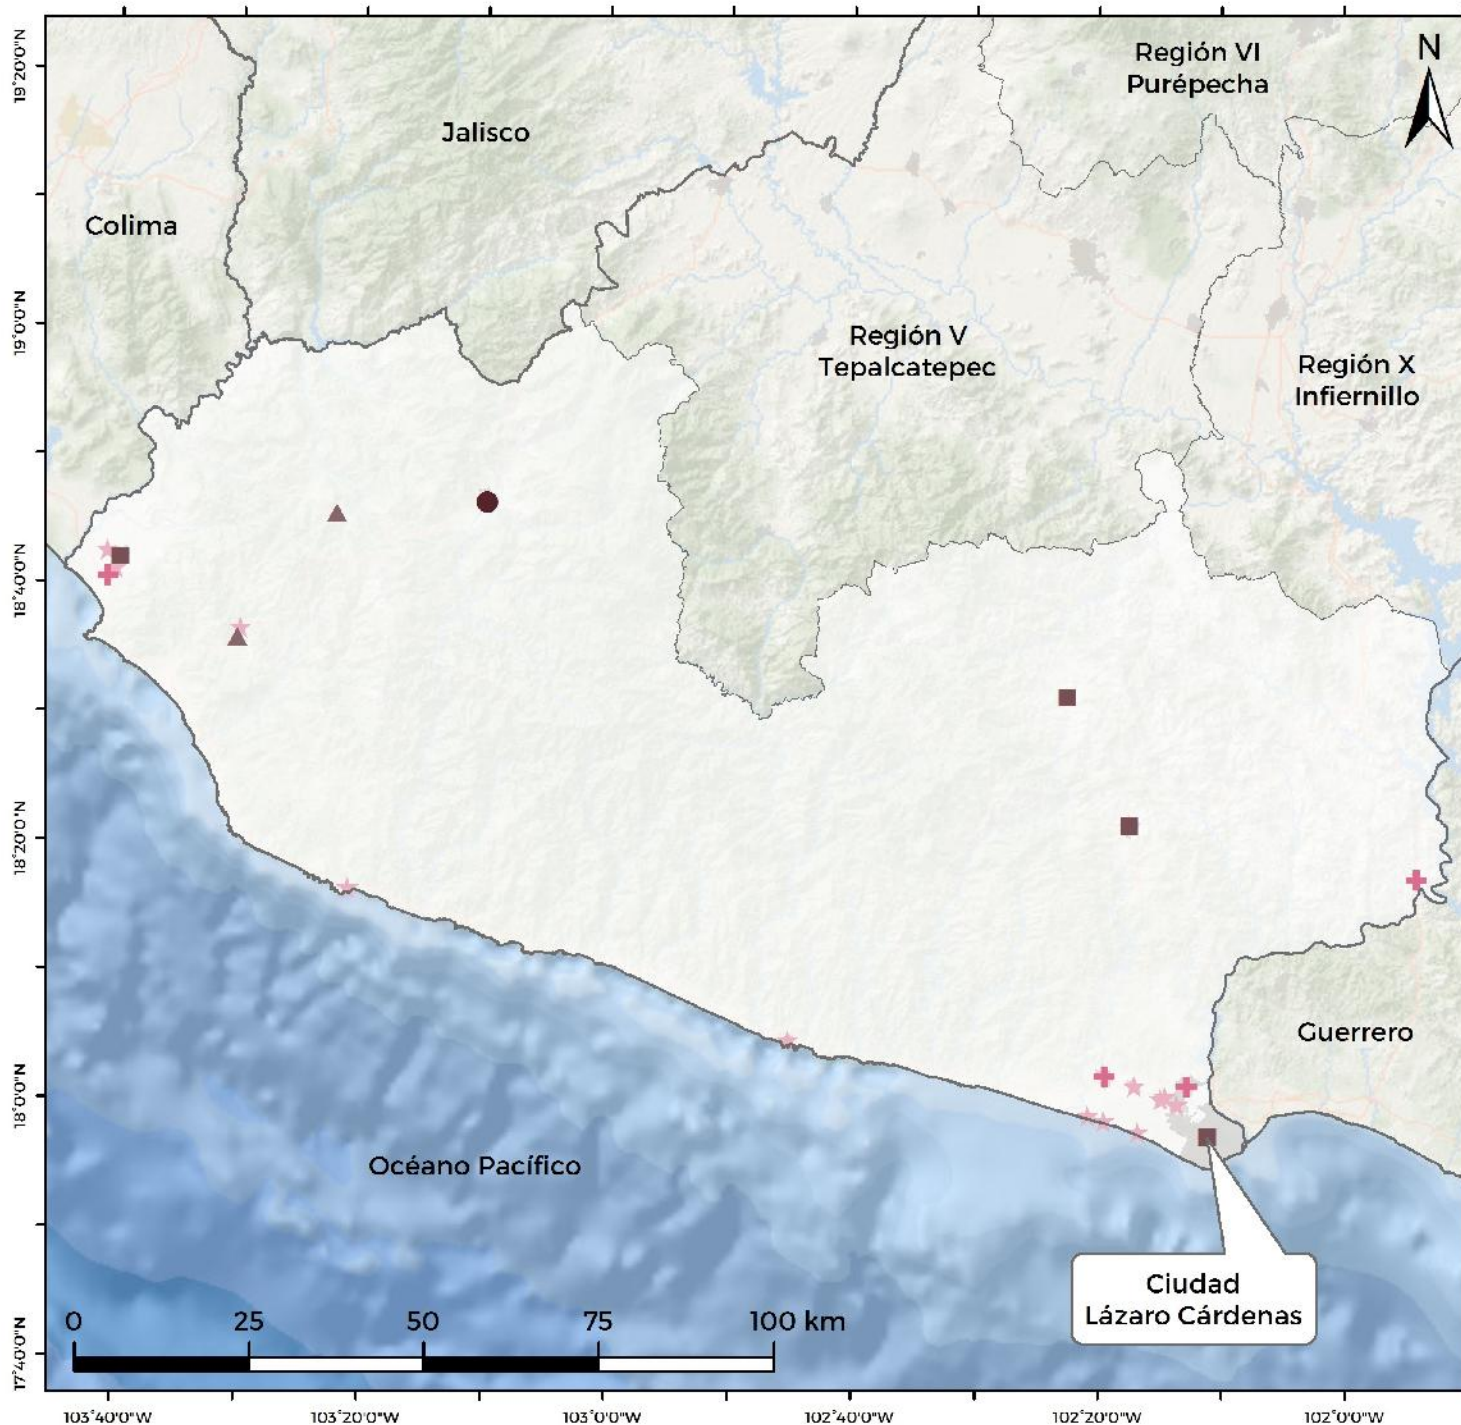 Región VI
Purépecha
N
Jalisco
Colima
Región V
Tepalcatepec
Región X
Infiernillo
Guerrero
Océano Pacífico
Ciudad
Lázaro Cárdenas
0 25 50 75 100 km
19°20'0"N
19°0'0"N
18°40'0"N
18°20'0"N
18°0'0"N
17°40'0"N
103°40'0"W 103°20'0"W 103°0'0"W 102°40'0"W 102°20'0"W 102°0'0"W